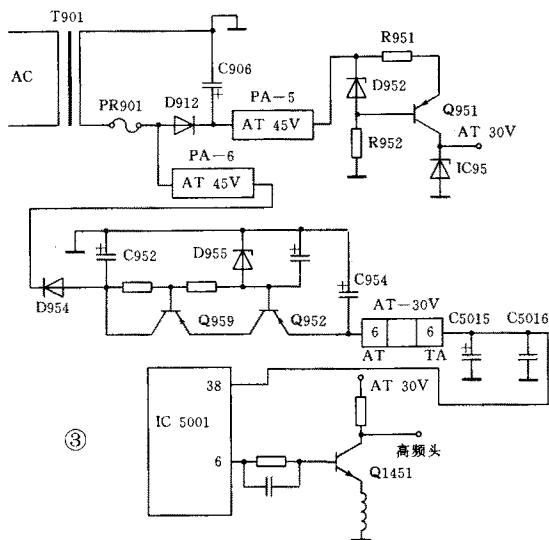 T901
AC
PR901
D912
C906
PA-5
AT 45V
PA-6
AT 45V
R951
D952
Q951
R952
AT 30V
IC95
C952
D955
C954
D954
Q959
Q952
AT-30V
6 6
AT TA
C5015 C5016
38
IC 5001
6
AT 30V
高频头
Q1451
③